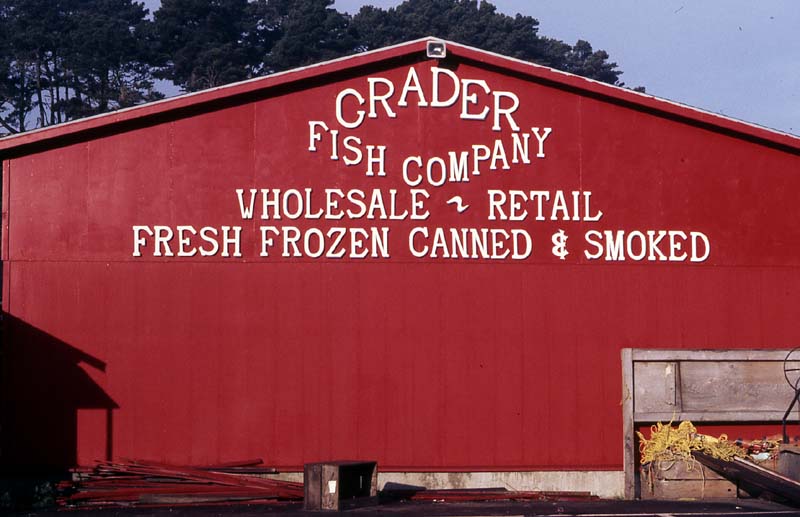 GRADER
FISH COMPANY
WHOLESALE ~ RETAIL
FRESH FROZEN CANNED & SMOKED